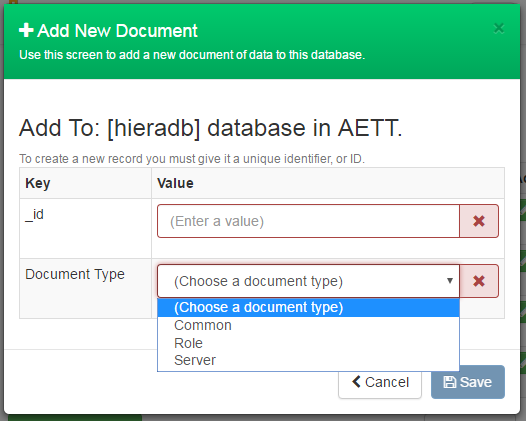 Add New Document
×
Use this screen to add a new document of data to this database.
Add To: [hieradb] database in AETT.
To create a new record you must give it a unique identifier, or ID.
Key
Value
_id
(Enter a value)
Document Type
(Choose a document type)
(Choose a document type)
Common
Role
Server
Cancel
Save